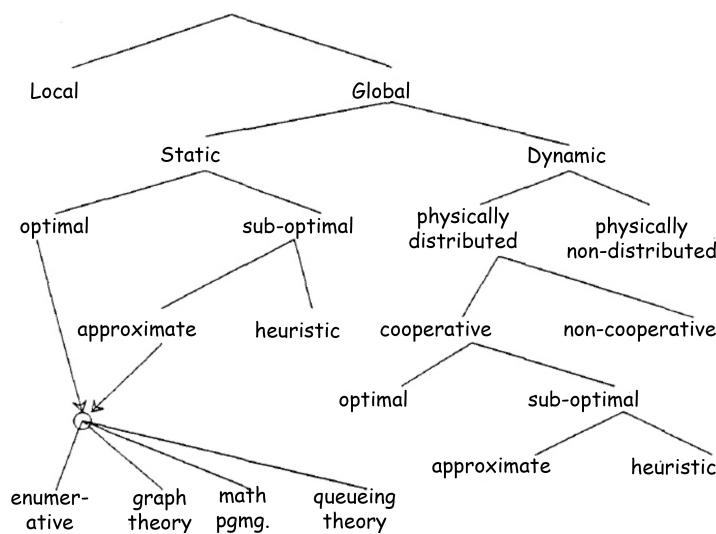 Local
Global
Static
Dynamic
optimal
sub-optimal
physically
distributed
physically
non-distributed
approximate
heuristic
cooperative
non-cooperative
optimal
sub-optimal
approximate
heuristic
enumer-
ative
graph
theory
math
pgmg.
queueing
theory